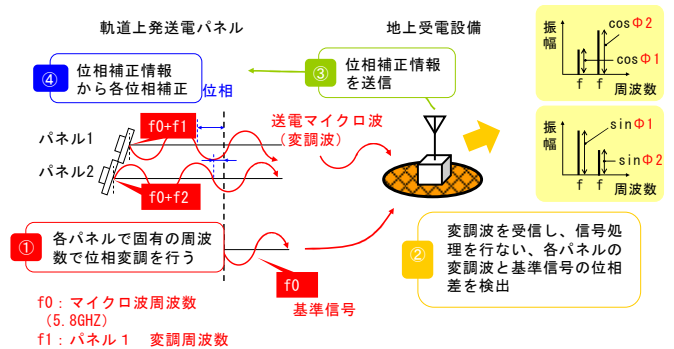 軌道上発送電パネル
地上受電設備
④
位相補正情報
から各位相補正
位相
③
位相補正情報
を送信
振
幅
cosΦ2
cosΦ1
f f
周波数
パネル1
f0+f1
送電マイクロ波
(変調波)
パネル2
f0+f2
振
幅
sinΦ1
sinΦ2
f f
周波数
①
各パネルで固有の周波
数で位相変調を行う
f0
基準信号
②
変調波を受信し、信号処
理を行ない、各パネルの
変調波と基準信号の位相
差を検出
f0：マイクロ波周波数
(5.8GHZ)
f1：パネル１　変調周波数